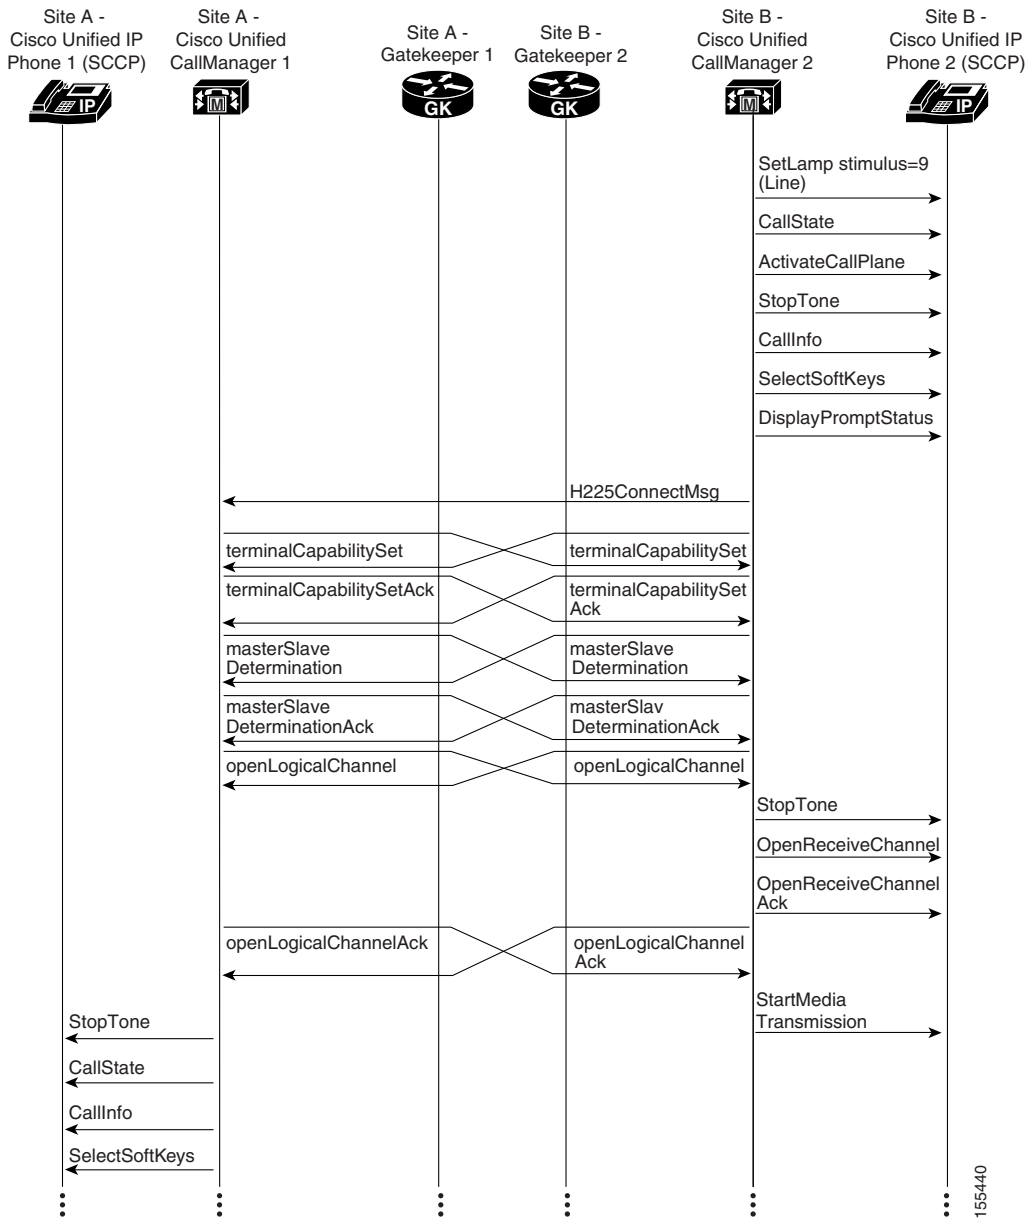 Site A -
Cisco Unified IP
Phone 1 (SCCP)
Site A -
Cisco Unified
CallManager 1
Site A -
Gatekeeper 1
Site B -
Gatekeeper 2
Site B -
Cisco Unified
CallManager 2
Site B -
Cisco Unified IP
Phone 2 (SCCP)
IP
M
GK
GK
M
IP
SetLamp stimulus=9
(Line)
CallState
ActivateCallPlane
StopTone
CallInfo
SelectSoftKeys
DisplayPromptStatus
H225ConnectMsg
terminalCapabilitySet
terminalCapabilitySet
terminalCapabilitySetAck
terminalCapabilitySet
Ack
masterSlave
Determination
masterSlave
Determination
masterSlave
DeterminationAck
masterSlav
DeterminationAck
openLogicalChannel
openLogicalChannel
StopTone
OpenReceiveChannel
OpenReceiveChannel
Ack
openLogicalChannelAck
openLogicalChannel
Ack
StartMedia
Transmission
StopTone
CallState
CallInfo
SelectSoftKeys
155440